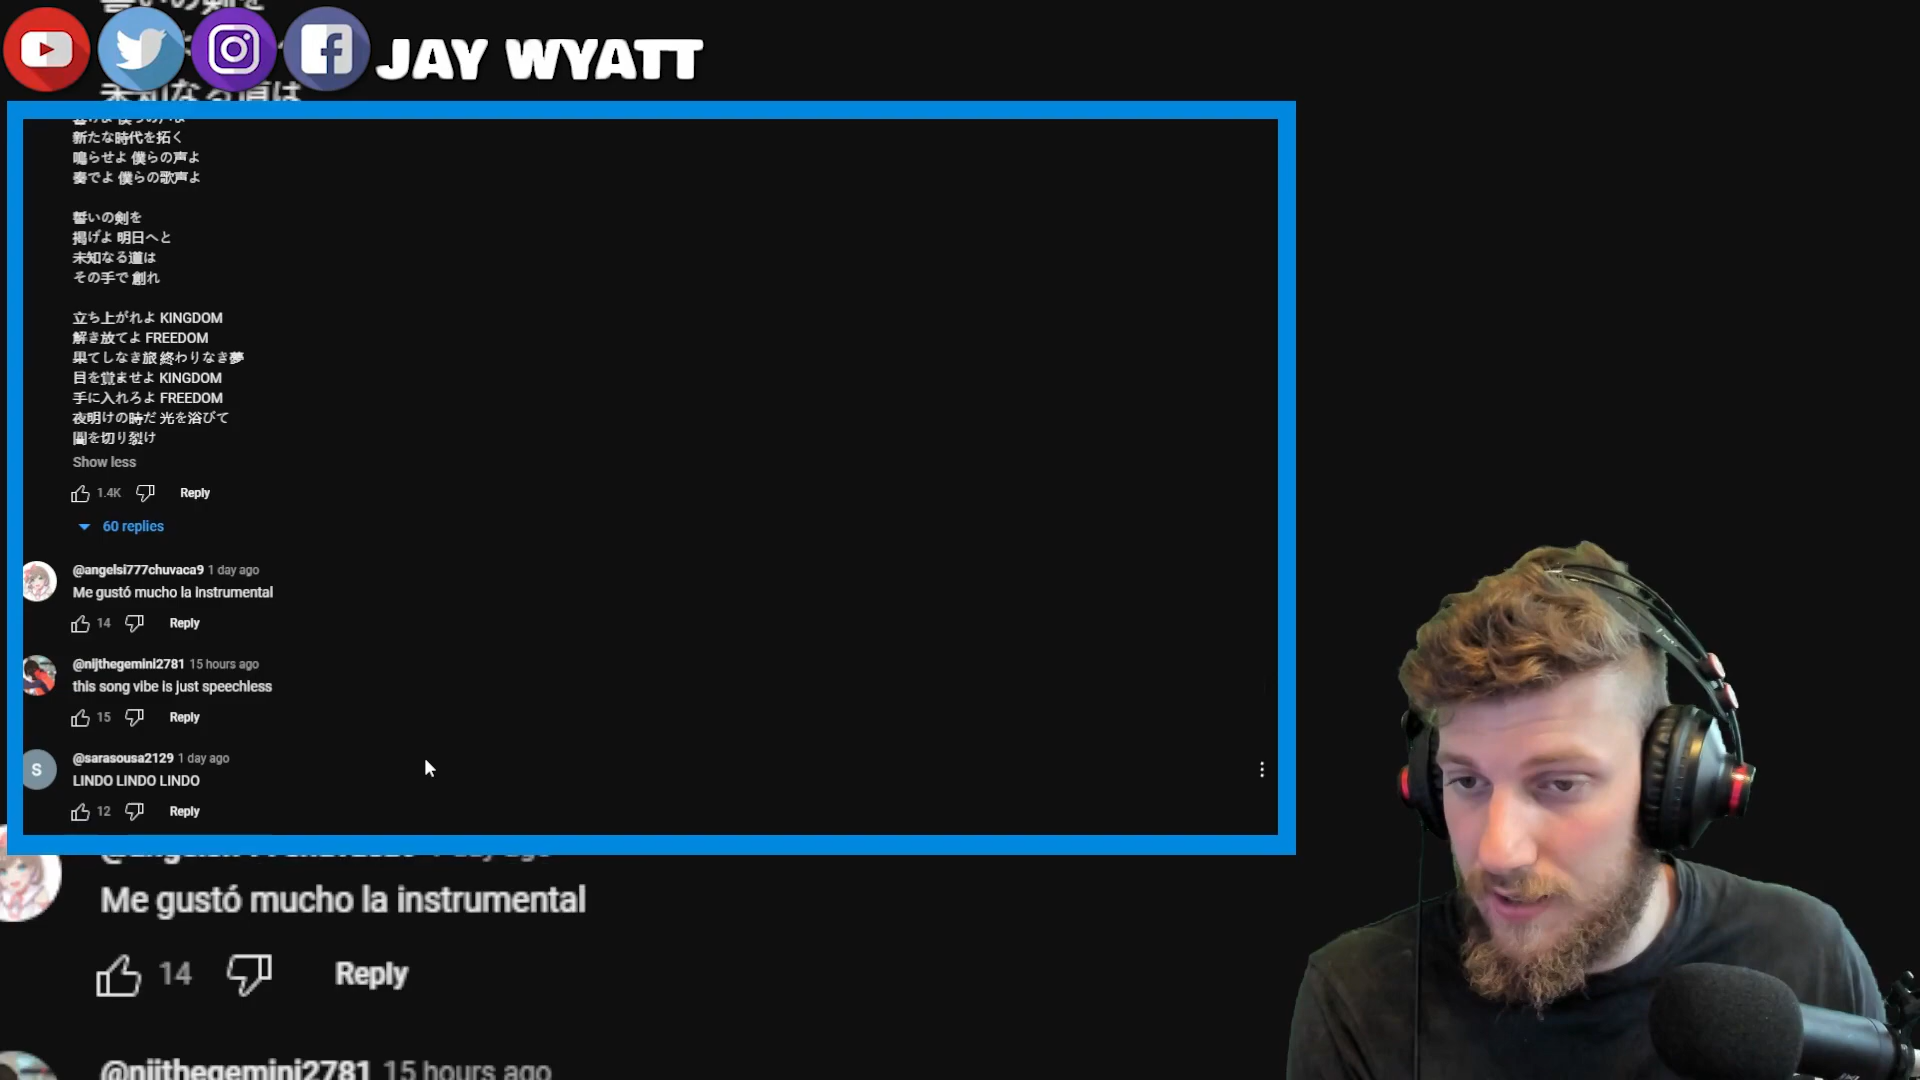 JAY WYATT
未知なる道は
新たな時代を拓く
鳴らせよ 僕らの声よ
奏でよ 僕らの歌声よ
誓いの剣を
掲げよ 明日へと
未知なる道は
その手で 創れ
立ち上がれよ KINGDOM
解き放てよ FREEDOM
果てしなき旅 終わりなき夢
目を覚ませよ KINGDOM
手に入れろよ FREEDOM
夜明けの時だ 光を浴びて
闇を切り裂け
Show less
1.4K
Reply
60 replies
@angelsi777chuvaca9 1 day ago
Me gustó mucho la instrumental
14
Reply
@nijthegemini2781 15 hours ago
this song vibe is just speechless
15
Reply
S
@sarasousa2129 1 day ago
LINDO LINDO LINDO
12
Reply
Me gustó mucho la instrumental
14
Reply
@nijthegemini2781 15 hours ago